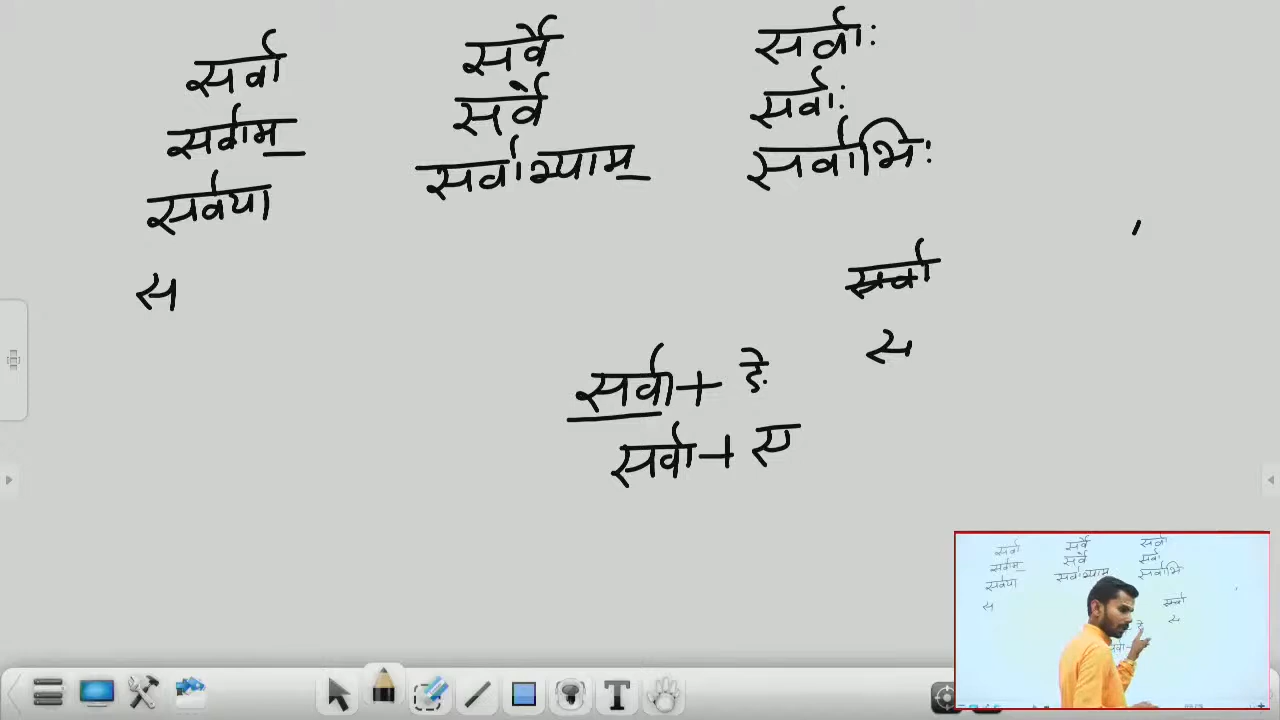 सर्वा सर्वे सर्वाः
सर्वाम् सर्वे सर्वाः
सर्वया सर्वाभ्याम् सर्वाभिः
स
सर्वा
स
सर्वा + ङे
सर्वा +
T